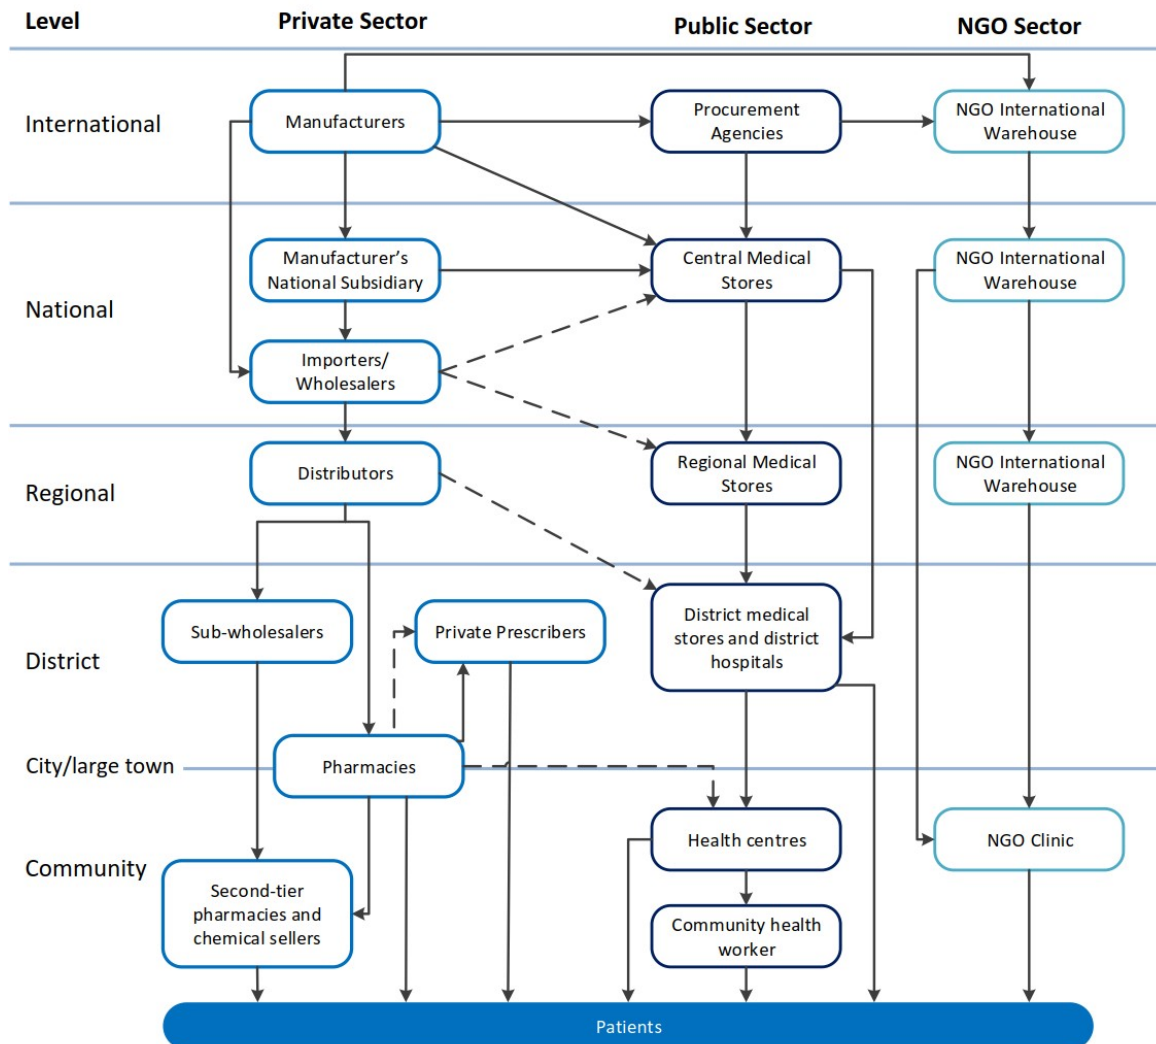 Level
Private Sector
Public Sector
NGO Sector
International
Manufacturers
Procurement
Agencies
NGO International
Warehouse
National
Manufacturer's
National Subsidiary
Central Medical
Stores
NGO International
Warehouse
Importers/
Wholesalers
Regional
Distributors
Regional Medical
Stores
NGO International
Warehouse
District
Sub-wholesalers
Private Prescribers
District medical
stores and district
hospitals
City/large town
Pharmacies
Community
Health centres
NGO Clinic
Second-tier
pharmacies and
chemical sellers
Community health
worker
Patients